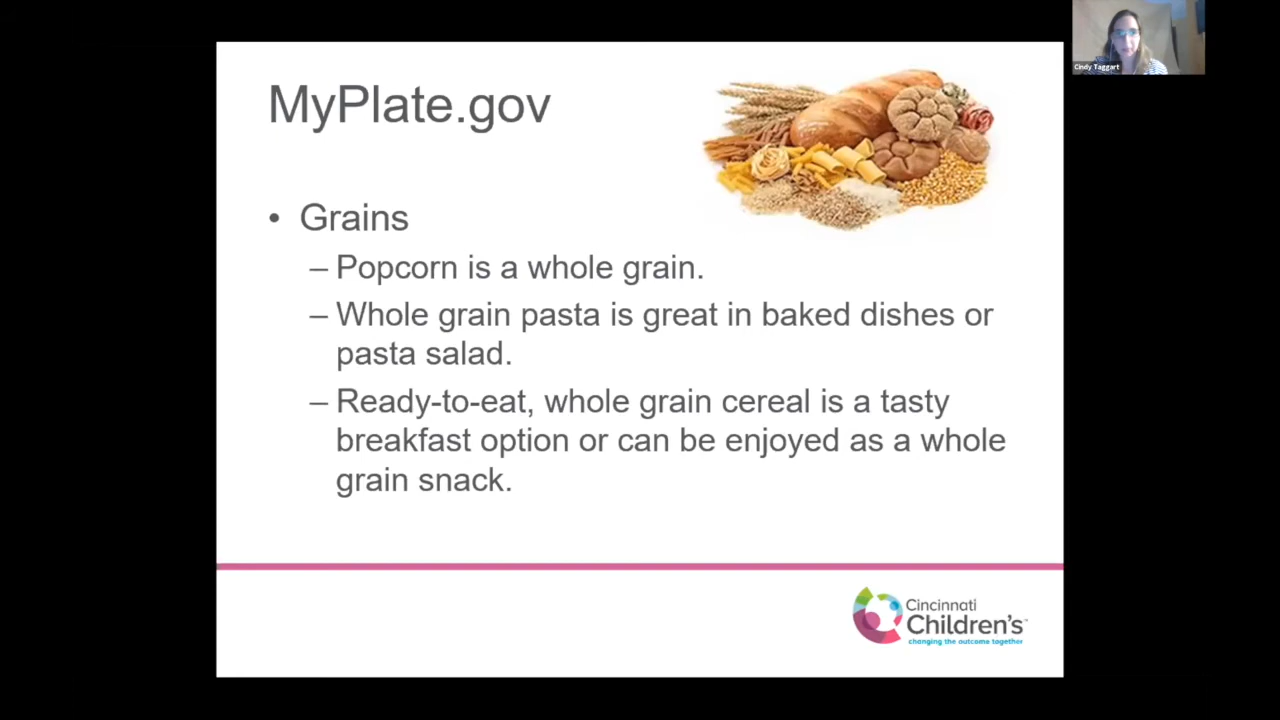 Cindy Taggart
MyPlate.gov
• Grains
– Popcorn is a whole grain.
– Whole grain pasta is great in baked dishes or
pasta salad.
– Ready-to-eat, whole grain cereal is a tasty
breakfast option or can be enjoyed as a whole
grain snack.
Cincinnati
Children's™
changing the outcome together